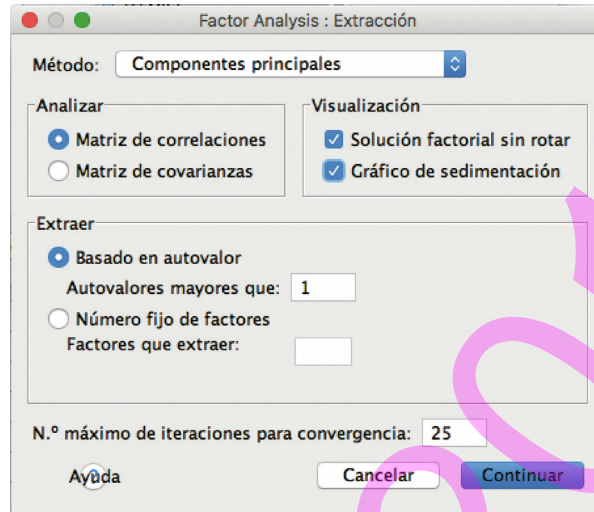 Factor Analysis : Extracción
Método: Componentes principales
Analizar
Matriz de correlaciones
Matriz de covarianzas
Visualización
Solución factorial sin rotar
Gráfico de sedimentación
Extraer
Basado en autovalor
Autovalores mayores que: 1
Número fijo de factores
Factores que extraer:
N.º máximo de iteraciones para convergencia: 25
Ayuda Cancelar Continuar